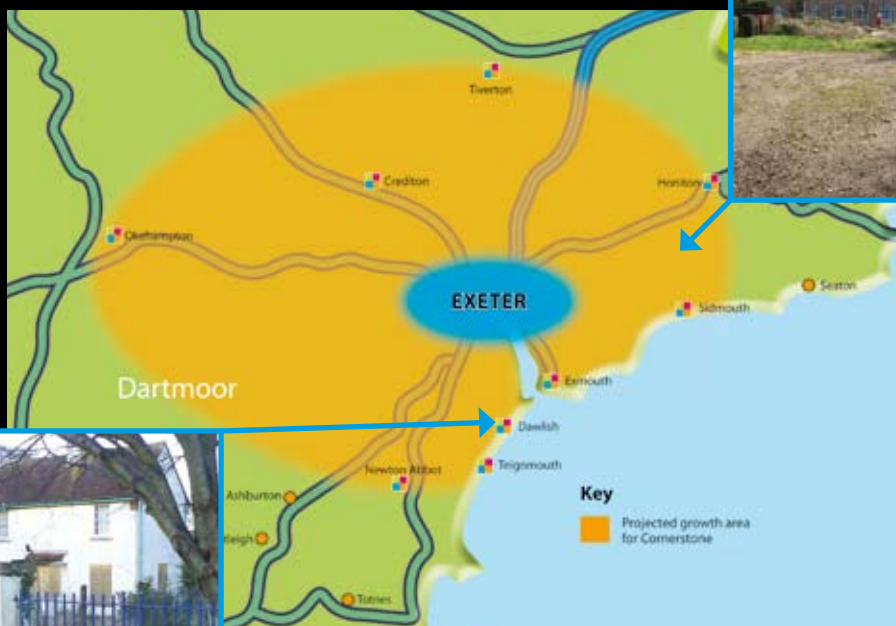 Tiverton
Crediton
Honiton
Okehampton
EXETER
Seaton
Sidmouth
Exmouth
Dartmoor
Dawlish
Teignmouth
Newton Abbot
Ashburton
Key
Projected growth area
for Cornerstone
tleigh
Totnes